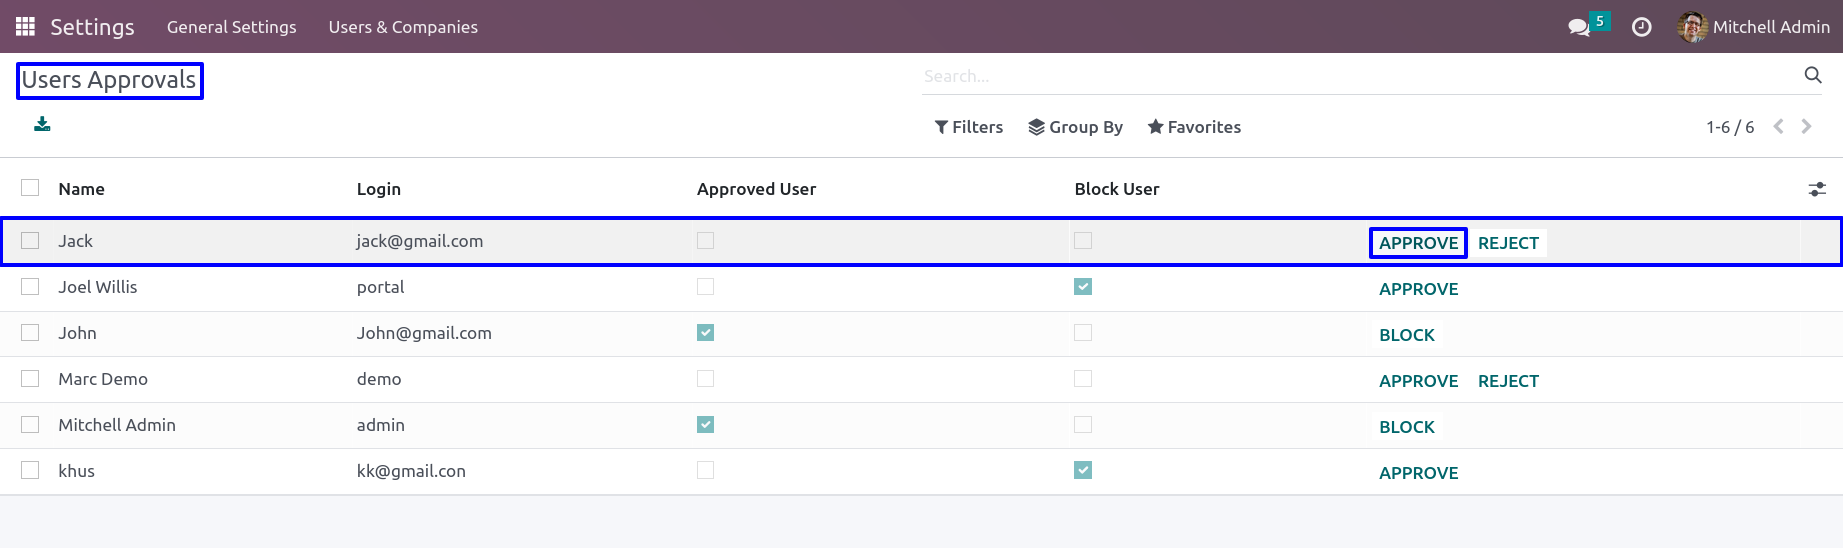 Settings General Settings Users & Companies 5 Mitchell Admin
Users Approvals Search...
Filters Group By Favorites 1-6 / 6
Name Login Approved User Block User
Jack jack@gmail.com APPROVE REJECT
Joel Willis portal APPROVE
John John@gmail.com BLOCK
Marc Demo demo APPROVE REJECT
Mitchell Admin admin BLOCK
khus kk@gmail.con APPROVE